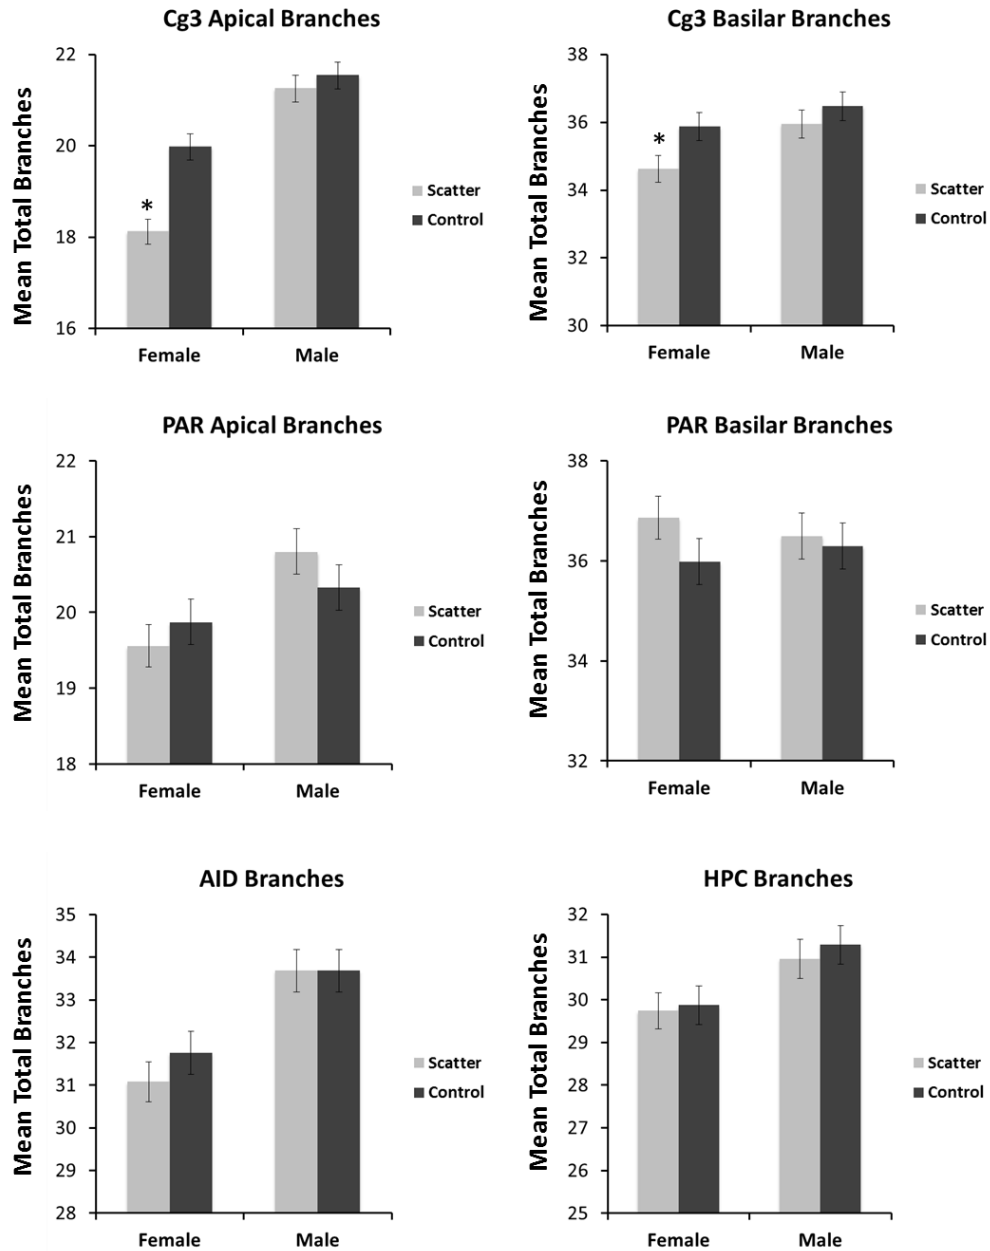 Cg3 Apical Branches
Mean Total Branches
22
20
18
16
*
Female
Male
Scatter
Control
Cg3 Basilar Branches
Mean Total Branches
38
36
34
32
30
*
Female
Male
Scatter
Control
PAR Apical Branches
Mean Total Branches
22
21
20
19
18
Female
Male
Scatter
Control
PAR Basilar Branches
Mean Total Branches
38
36
34
32
Female
Male
Scatter
Control
AID Branches
Mean Total Branches
35
34
33
32
31
30
29
28
Female
Male
Scatter
Control
HPC Branches
Mean Total Branches
32
31
30
29
28
27
26
25
Female
Male
Scatter
Control